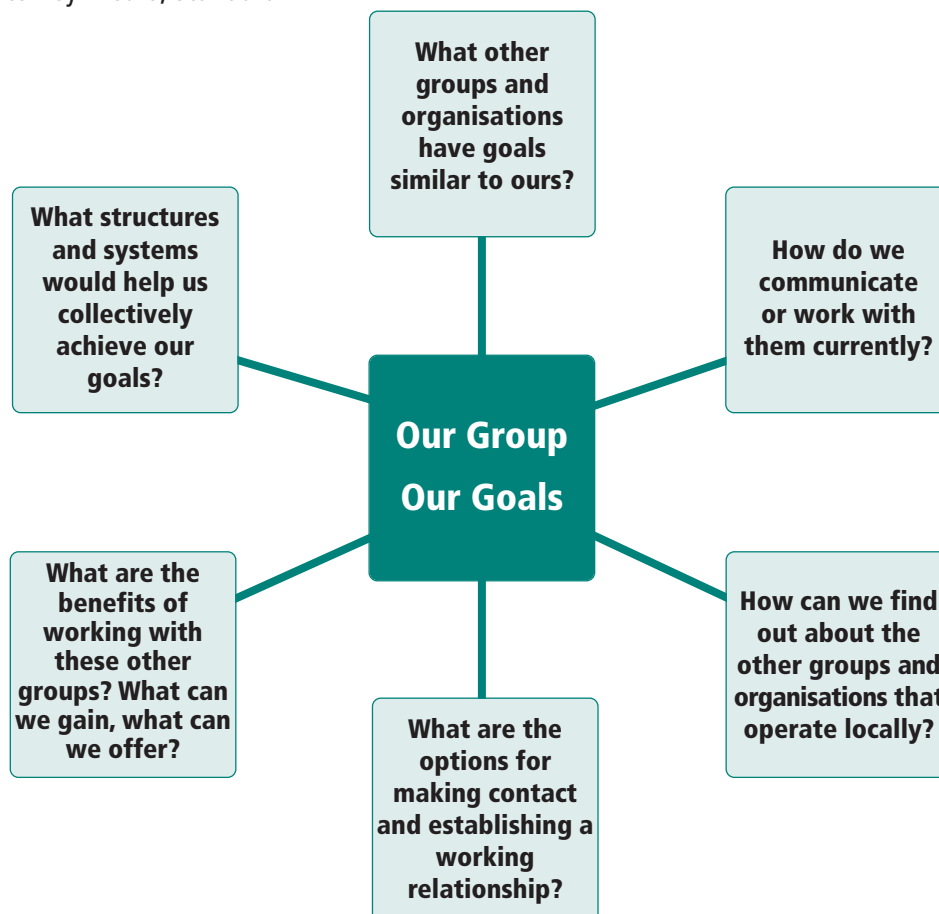 What other
groups and
organisations
have goals
similar to ours?
How do we
communicate
or work with
them currently?
How can we find
out about the
other groups and
organisations that
operate locally?
What are the
options for
making contact
and establishing a
working
relationship?
What are the
benefits of
working with
these other
groups? What can
we gain, what can
we offer?
What structures
and systems
would help us
collectively
achieve our
goals?
Our Group
Our Goals